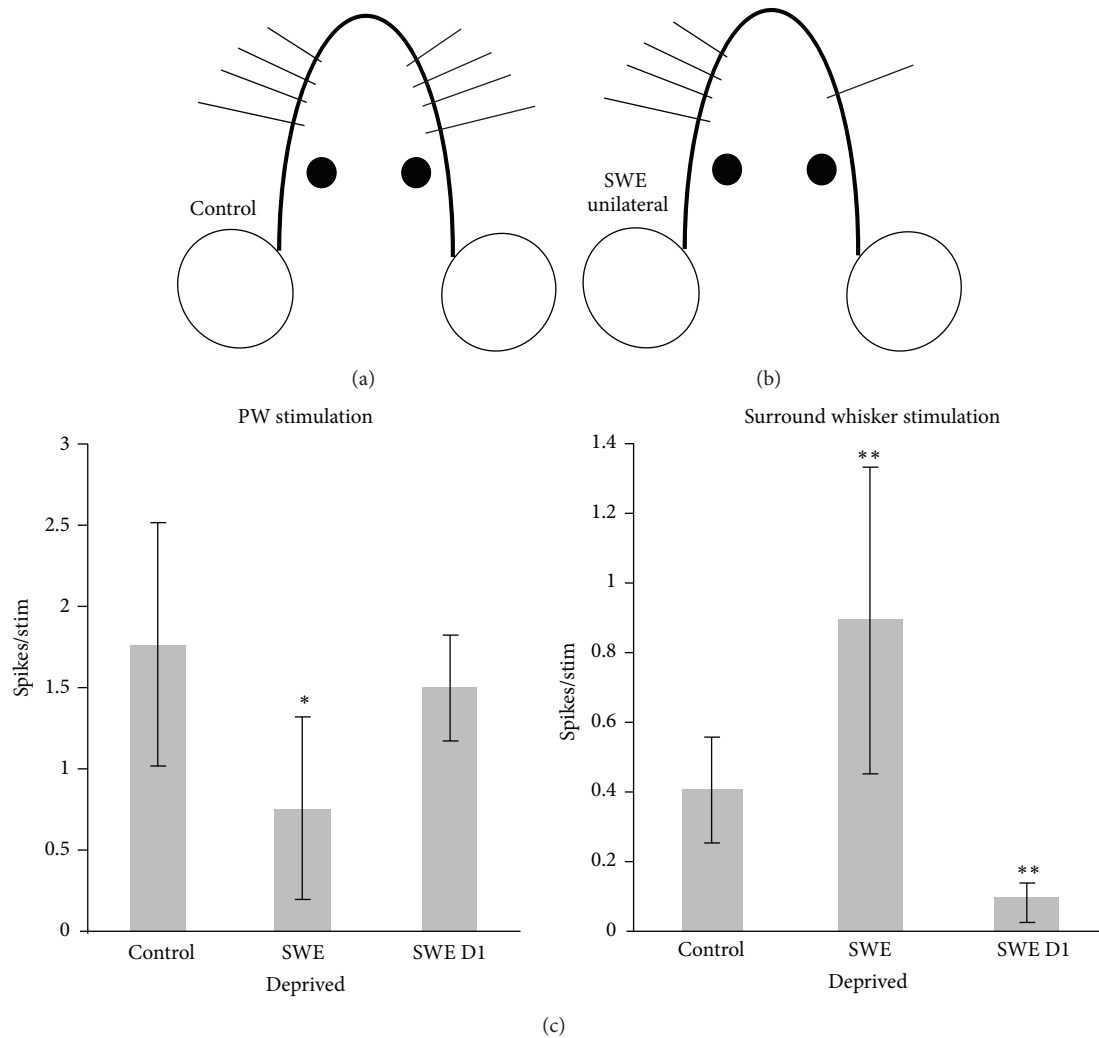 Control
SWE
unilateral
(a)
(b)
PW stimulation
3
2.5
2
1.5
1
0.5
0
Spikes/stim
*
Control
SWE
SWE D1
Deprived
Surround whisker stimulation
1.4
1.2
1
0.8
0.6
0.4
0.2
0
Spikes/stim
**
**
Control
SWE
SWE D1
Deprived
(c)